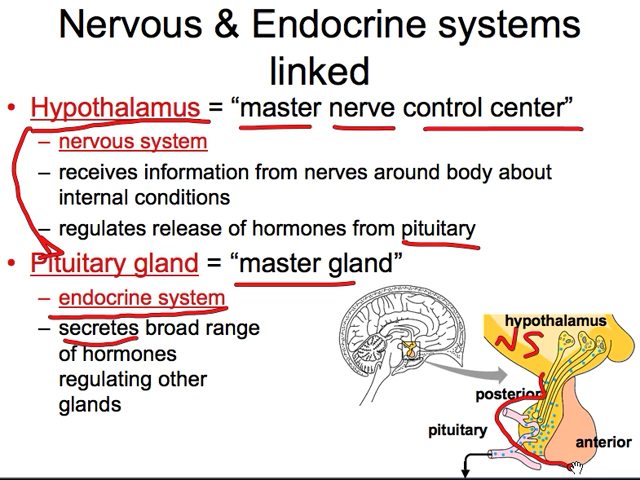 Nervous & Endocrine systems
linked
• Hypothalamus = “master nerve control center”
– nervous system
– receives information from nerves around body about
internal conditions
– regulates release of hormones from pituitary
• Pituitary gland = “master gland”
– endocrine system
– secretes broad range
of hormones
regulating other
glands
hypothalamus
NS
posterior
pituitary
anterior